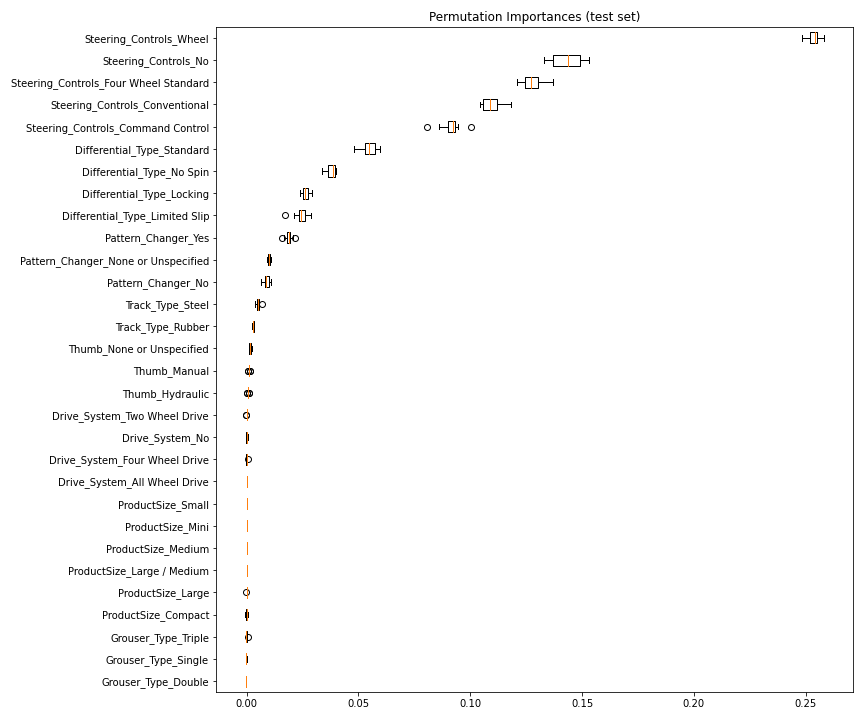 Permutation Importances (test set)
Steering_Controls_Wheel
Steering_Controls_No
Steering_Controls_Four Wheel Standard
Steering_Controls_Conventional
Steering_Controls_Command Control
Differential_Type_Standard
Differential_Type_No Spin
Differential_Type_Locking
Differential_Type_Limited Slip
Pattern_Changer_Yes
Pattern_Changer_None or Unspecified
Pattern_Changer_No
Track_Type_Steel
Track_Type_Rubber
Thumb_None or Unspecified
Thumb_Manual
Thumb_Hydraulic
Drive_System_Two Wheel Drive
Drive_System_No
Drive_System_Four Wheel Drive
Drive_System_All Wheel Drive
ProductSize_Small
ProductSize_Mini
ProductSize_Medium
ProductSize_Large / Medium
ProductSize_Large
ProductSize_Compact
Grouser_Type_Triple
Grouser_Type_Single
Grouser_Type_Double
0.00 0.05 0.10 0.15 0.20 0.25